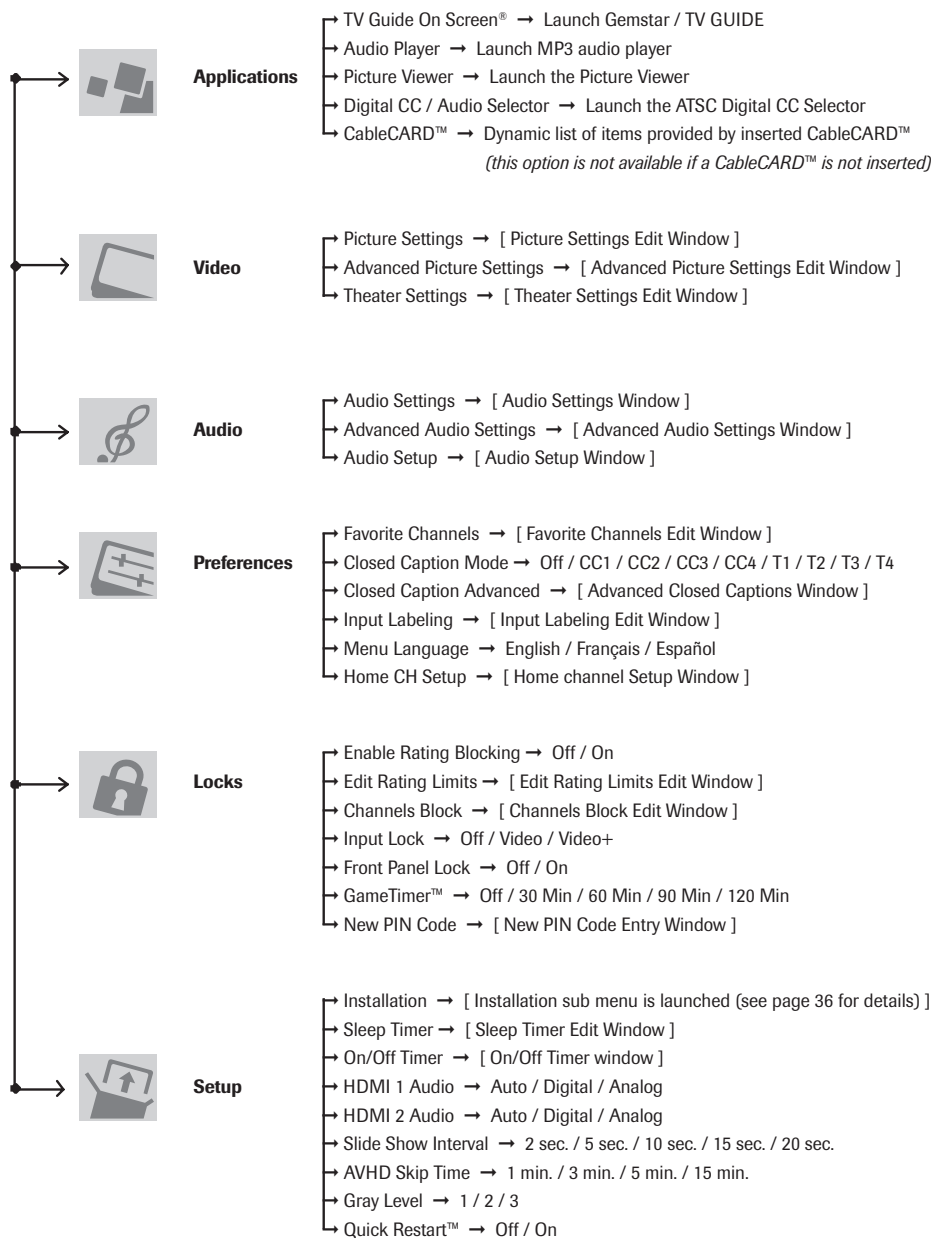 Applications
TV Guide On Screen® → Launch Gemstar / TV GUIDE
Audio Player → Launch MP3 audio player
Picture Viewer → Launch the Picture Viewer
Digital CC / Audio Selector → Launch the ATSC Digital CC Selector
CableCARD™ → Dynamic list of items provided by inserted CableCARD™
(this option is not available if a CableCARD™ is not inserted)
Video
Picture Settings → [ Picture Settings Edit Window ]
Advanced Picture Settings → [ Advanced Picture Settings Edit Window ]
Theater Settings → [ Theater Settings Edit Window ]
Audio
Audio Settings → [ Audio Settings Window ]
Advanced Audio Settings → [ Advanced Audio Settings Window ]
Audio Setup → [ Audio Setup Window ]
Preferences
Favorite Channels → [ Favorite Channels Edit Window ]
Closed Caption Mode → Off / CC1 / CC2 / CC3 / CC4 / T1 / T2 / T3 / T4
Closed Caption Advanced → [ Advanced Closed Captions Window ]
Input Labeling → [ Input Labeling Edit Window ]
Menu Language → English / Français / Español
Home CH Setup → [ Home channel Setup Window ]
Locks
Enable Rating Blocking → Off / On
Edit Rating Limits → [ Edit Rating Limits Edit Window ]
Channels Block → [ Channels Block Edit Window ]
Input Lock → Off / Video / Video+
Front Panel Lock → Off / On
GameTimer™ → Off / 30 Min / 60 Min / 90 Min / 120 Min
New PIN Code → [ New PIN Code Entry Window ]
Setup
Installation → [ Installation sub menu is launched (see page 36 for details) ]
Sleep Timer → [ Sleep Timer Edit Window ]
On/Off Timer → [ On/Off Timer window ]
HDMI 1 Audio → Auto / Digital / Analog
HDMI 2 Audio → Auto / Digital / Analog
Slide Show Interval → 2 sec. / 5 sec. / 10 sec. / 15 sec. / 20 sec.
AVHD Skip Time → 1 min. / 3 min. / 5 min. / 15 min.
Gray Level → 1 / 2 / 3
Quick Restart™ → Off / On